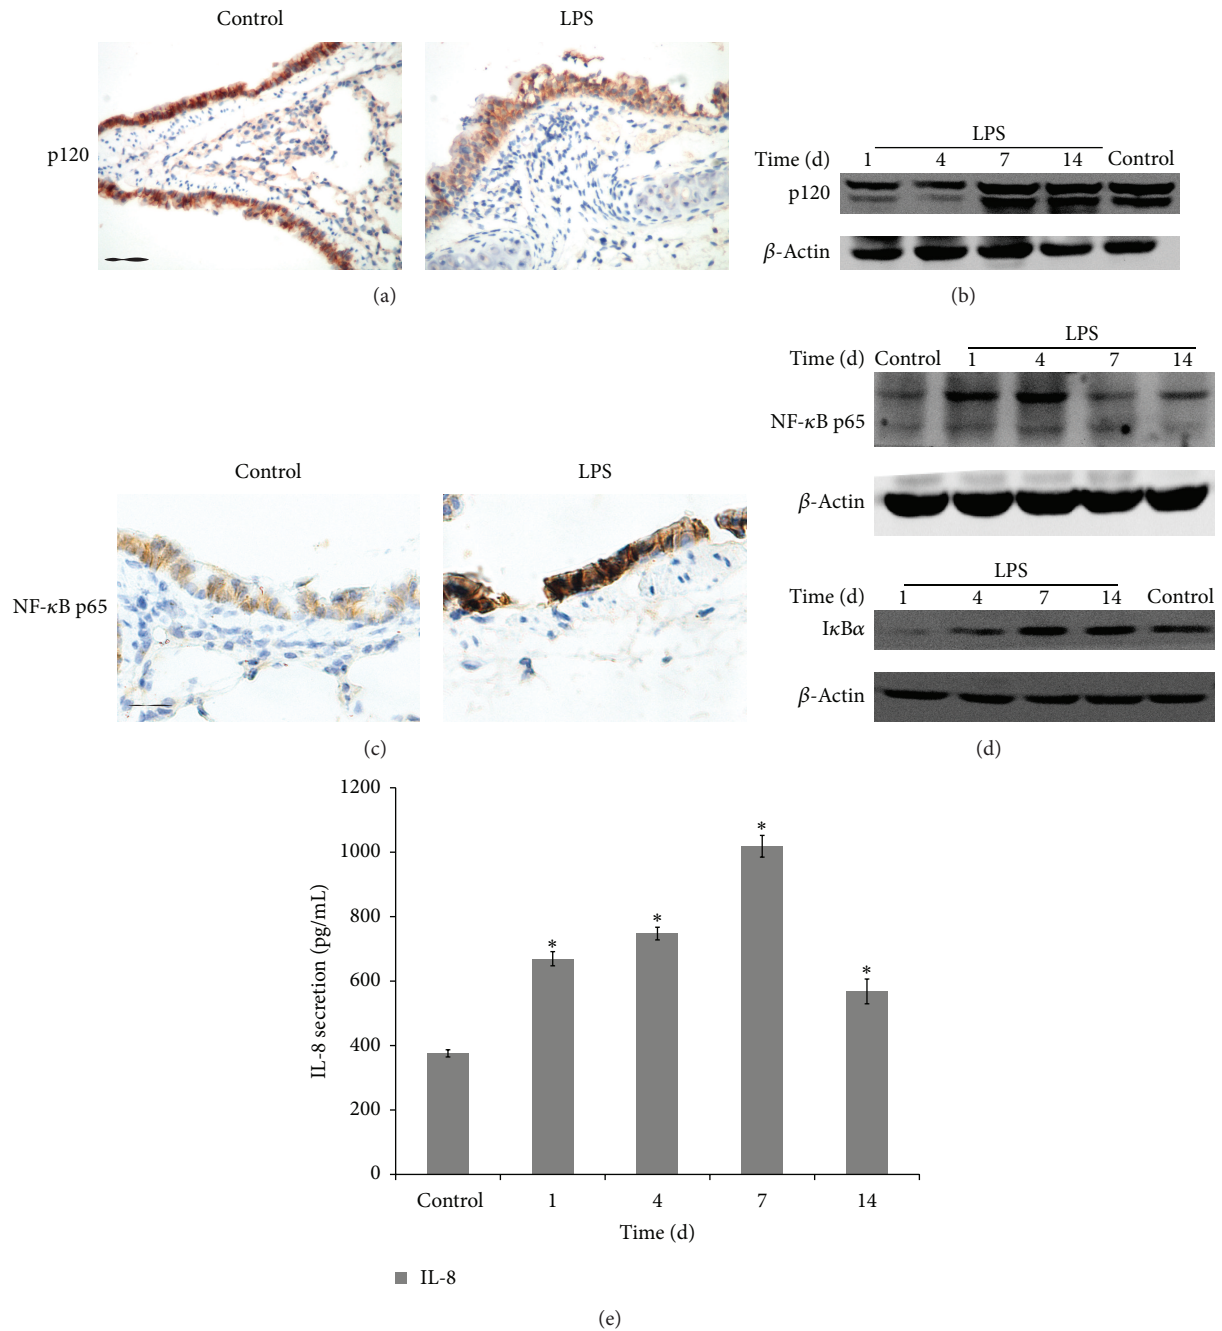 Control LPS
p120
(a)
LPS
Time (d) 1 4 7 14 Control
p120
β-Actin
(b)
Control LPS
NF-κB p65
(c)
LPS
Time (d) Control 1 4 7 14
NF-κB p65
β-Actin
LPS
Time (d) 1 4 7 14 Control
IκBα
β-Actin
(d)
IL-8 secretion (pg/mL)
1200
1000
800
600
400
200
0
* * * *
Control 1 4 7 14
Time (d)
IL-8
(e)